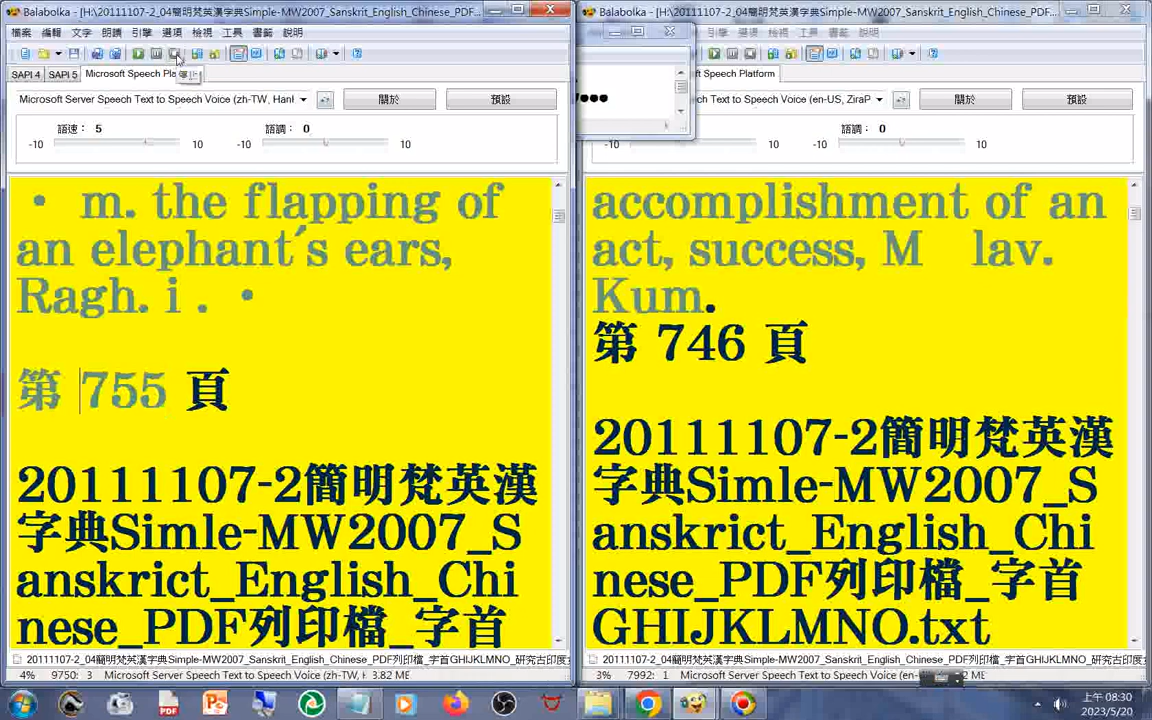 Balabolka - [H:\20111107-2_04簡明梵英漢字典Simple-MW2007_Sanskrit_English_Chinese_PDF...
檔案 編輯 文字 朗讀 引擎 選項 檢視 工具 書籤 說明
SAPI 4 SAPI 5 Microsoft Speech Pla
Microsoft Server Speech Text to Speech Voice (zh-TW, Han 關於 預設
語速： 5 語調： 0
-10 10 -10 10
• m. the flapping of
an elephant´s ears,
Ragh. i . •
第 755 頁
20111107-2簡明梵英漢
字典Simle-MW2007_S
anskrict_English_Chi
nese_PDF列印檔_字首
20111107-2_04簡明梵英漢字典Simple-MW2007_Sanskrit_English_Chinese_PDF列印檔_字首GHIJKLMNO_研究古印度
4% 9750: 3 Microsoft Server Speech Text to Speech Voice (zh-TW, H 3.82 ME
Balabolka - [H:\20111107-2_04簡明梵英漢字典Simple-MW2007_Sanskrit_English_Chinese_PDF...
引擎 選項 檢視 工具 書籤 說明
Speech Platform
Text to Speech Voice (en-US, ZiraP 關於 預設
語調： 0
10 -10 10
accomplishment of an
act, success, M lav.
Kum.
第 746 頁
20111107-2簡明梵英漢
字典Simle-MW2007_S
anskrict_English_Chi
nese_PDF列印檔_字首
GHIJKLMNO.txt
20111107-2_04簡明梵英漢字典Simple-MW2007_Sanskrit_English_Chinese_PDF列印檔_字首GHIJKLMNO_研究古印度
3% 7992: 1 Microsoft Server Speech Text to Speech Voice (en- 3.82 ME
上午 08:30
2023/5/20